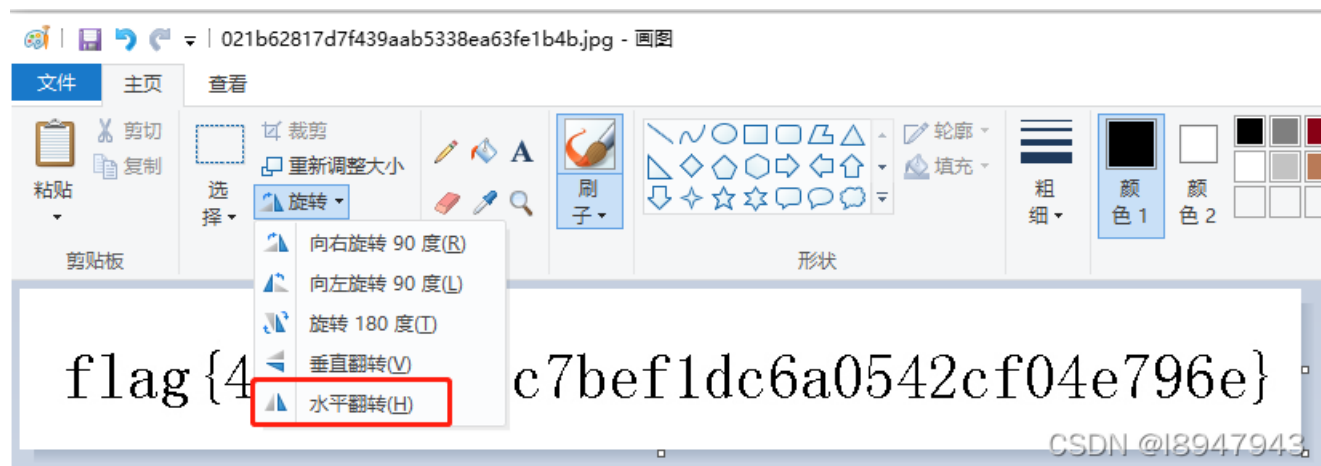 021b62817d7f439aab5338ea63fe1b4b.jpg - 画图
文件 主页 查看
剪切
复制
粘贴
剪贴板
选择
裁剪
重新调整大小
旋转
A
刷子
形状
轮廓
填充
粗细
颜色 1
颜色 2
向右旋转 90 度(R)
向左旋转 90 度(L)
旋转 180 度(T)
垂直翻转(V)
水平翻转(H)
flag{4 c7bef1dc6a0542cf04e796e}
CSDN @l8947943